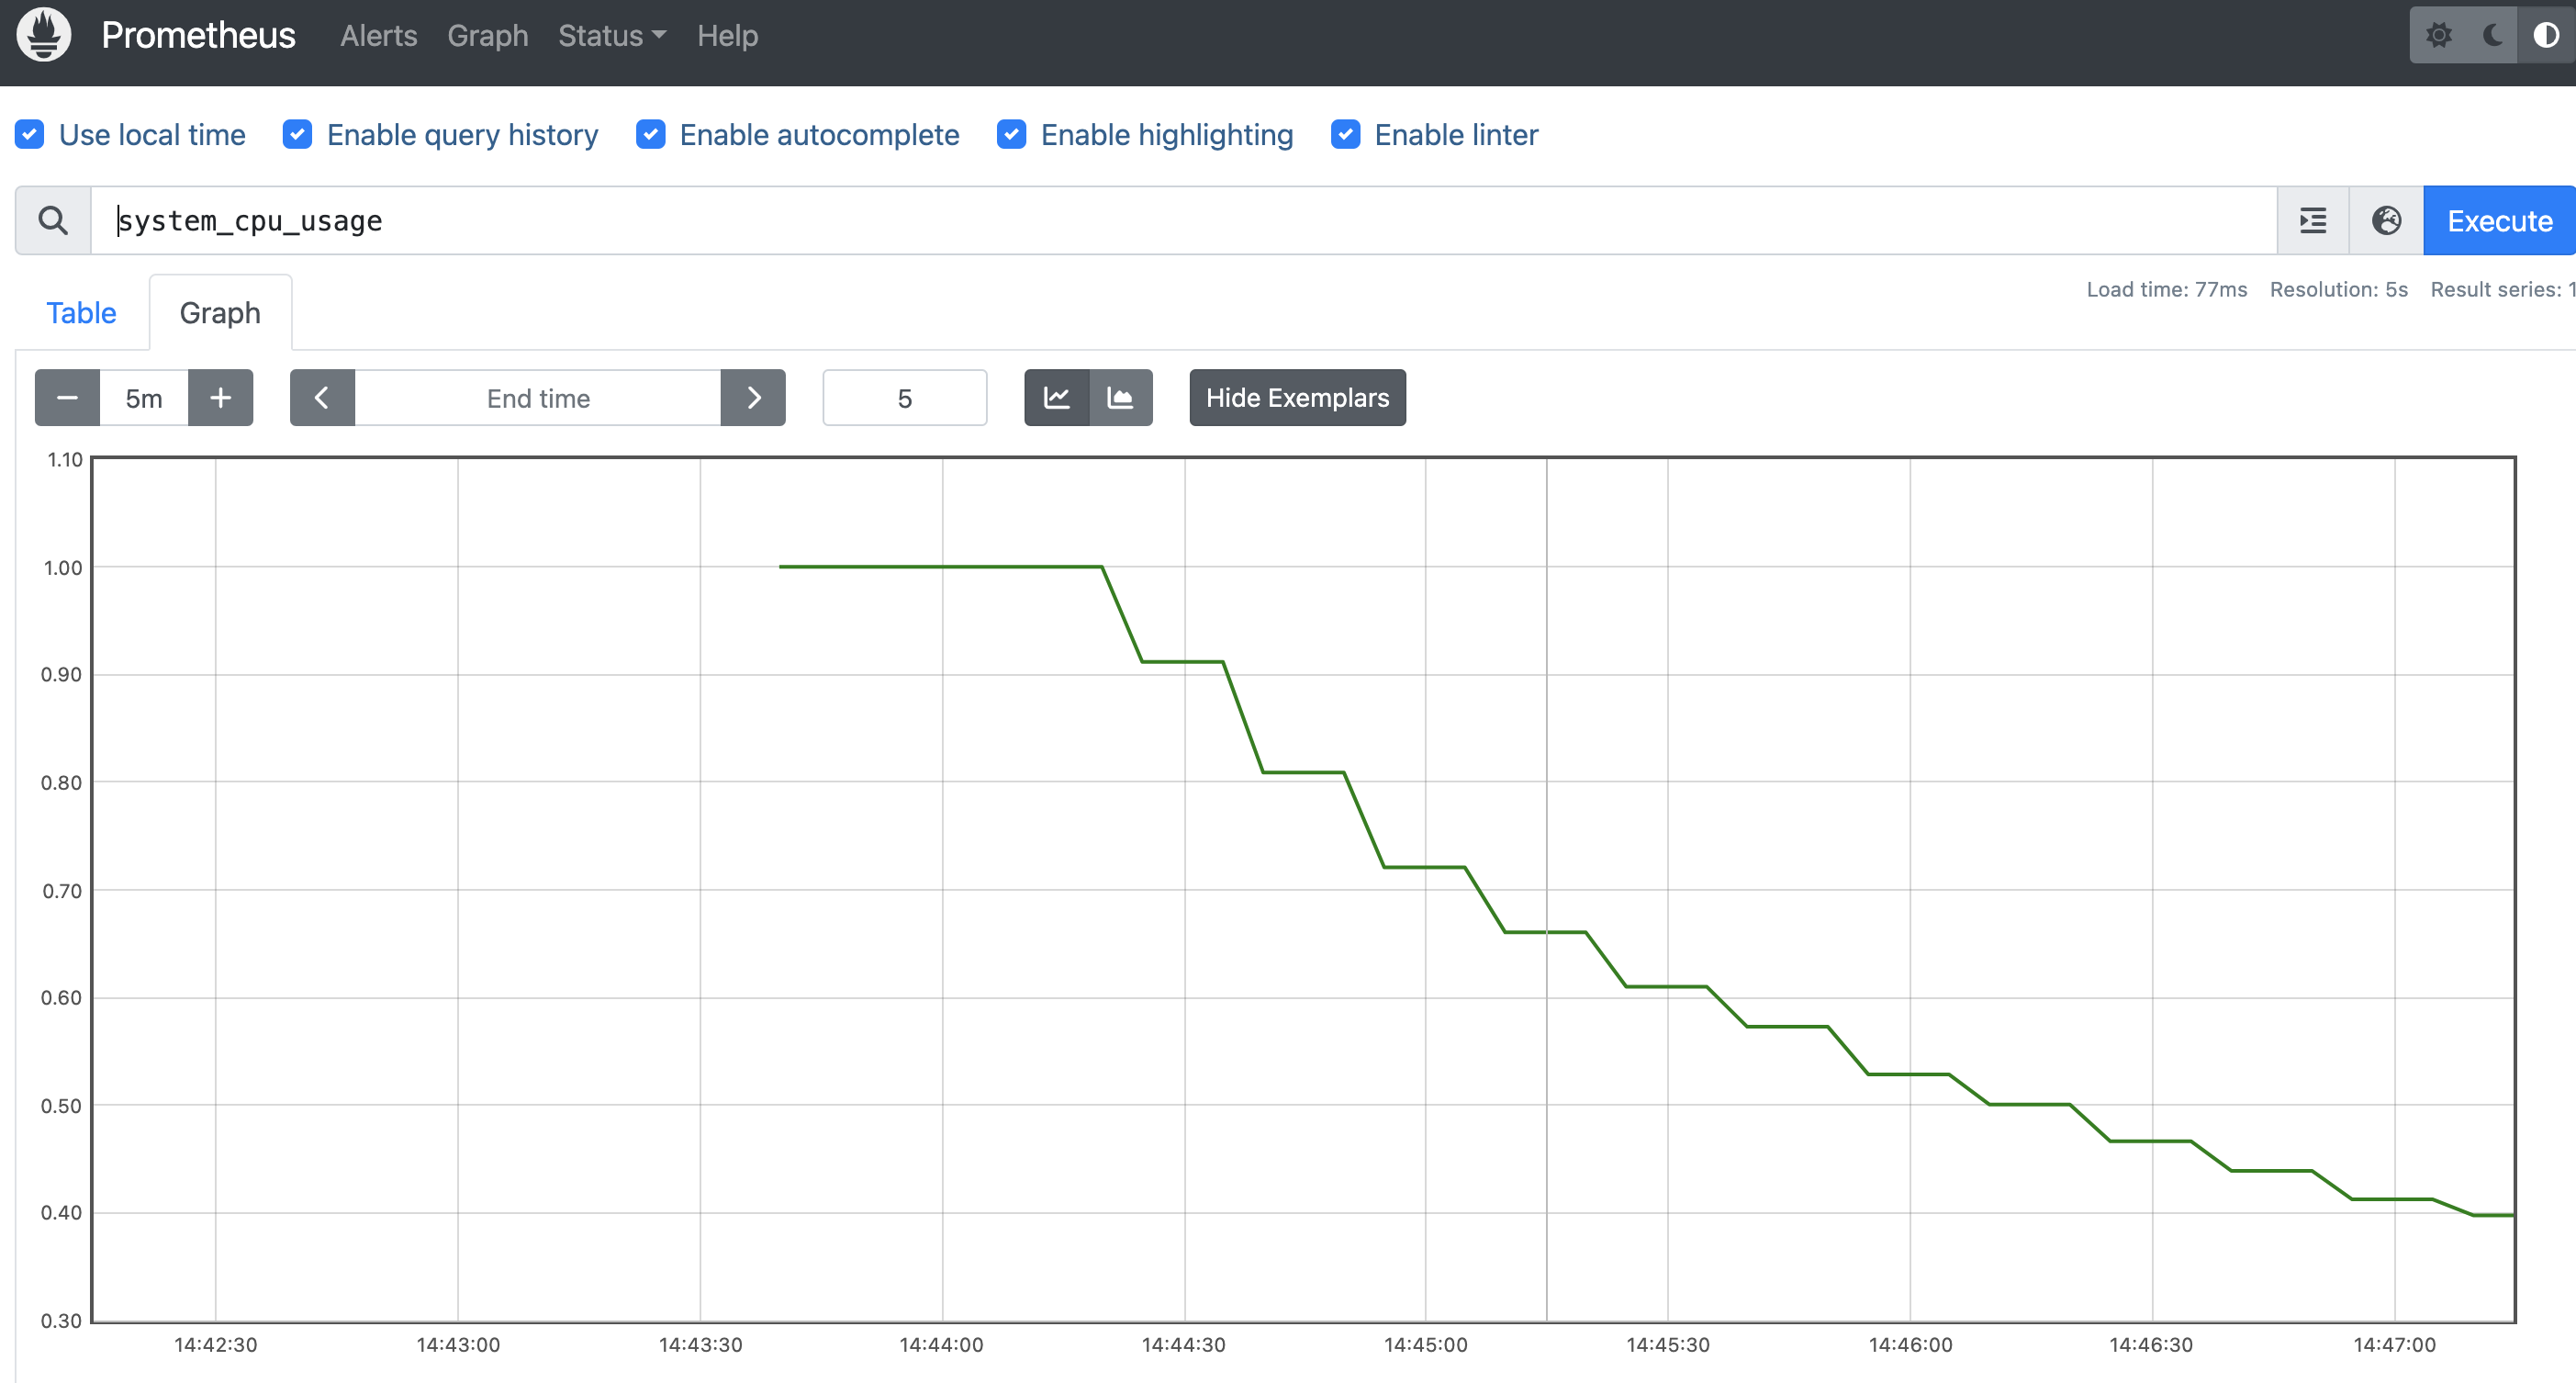 Prometheus Alerts Graph Status Help
Use local time Enable query history Enable autocomplete Enable highlighting Enable linter
system_cpu_usage Execute
Load time: 77ms Resolution: 5s Result series: 1
Table Graph
5m End time 5 Hide Exemplars
1.10
1.00
0.90
0.80
0.70
0.60
0.50
0.40
0.30
14:42:30 14:43:00 14:43:30 14:44:00 14:44:30 14:45:00 14:45:30 14:46:00 14:46:30 14:47:00